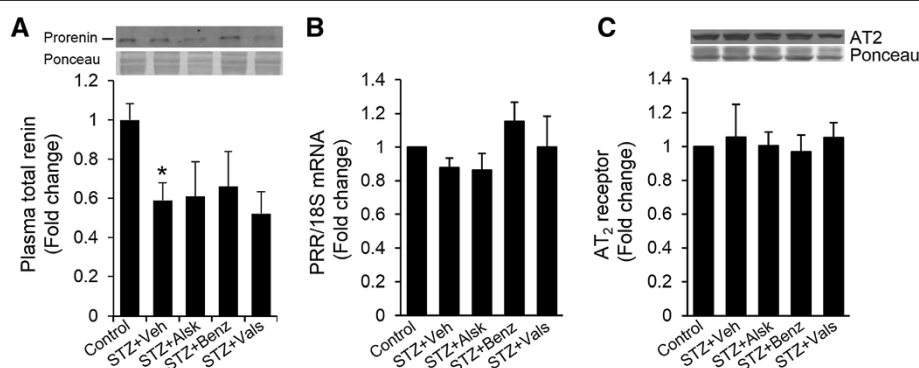 A
Prorenin
Ponceau
Plasma total renin
(Fold change)
1.2
1
0.8
0.6
0.4
0.2
0
*
Control
STZ+Veh
STZ+Alsk
STZ+Benz
STZ+Vals
B
PRR/18S mRNA
(Fold change)
1.4
1.2
1
0.8
0.6
0.4
0.2
0
Control
STZ+Veh
STZ+Alsk
STZ+Benz
STZ+Vals
C
AT2
Ponceau
AT₂ receptor
(Fold change)
1.4
1.2
1
0.8
0.6
0.4
0.2
0
Control
STZ+Veh
STZ+Alsk
STZ+Benz
STZ+Vals